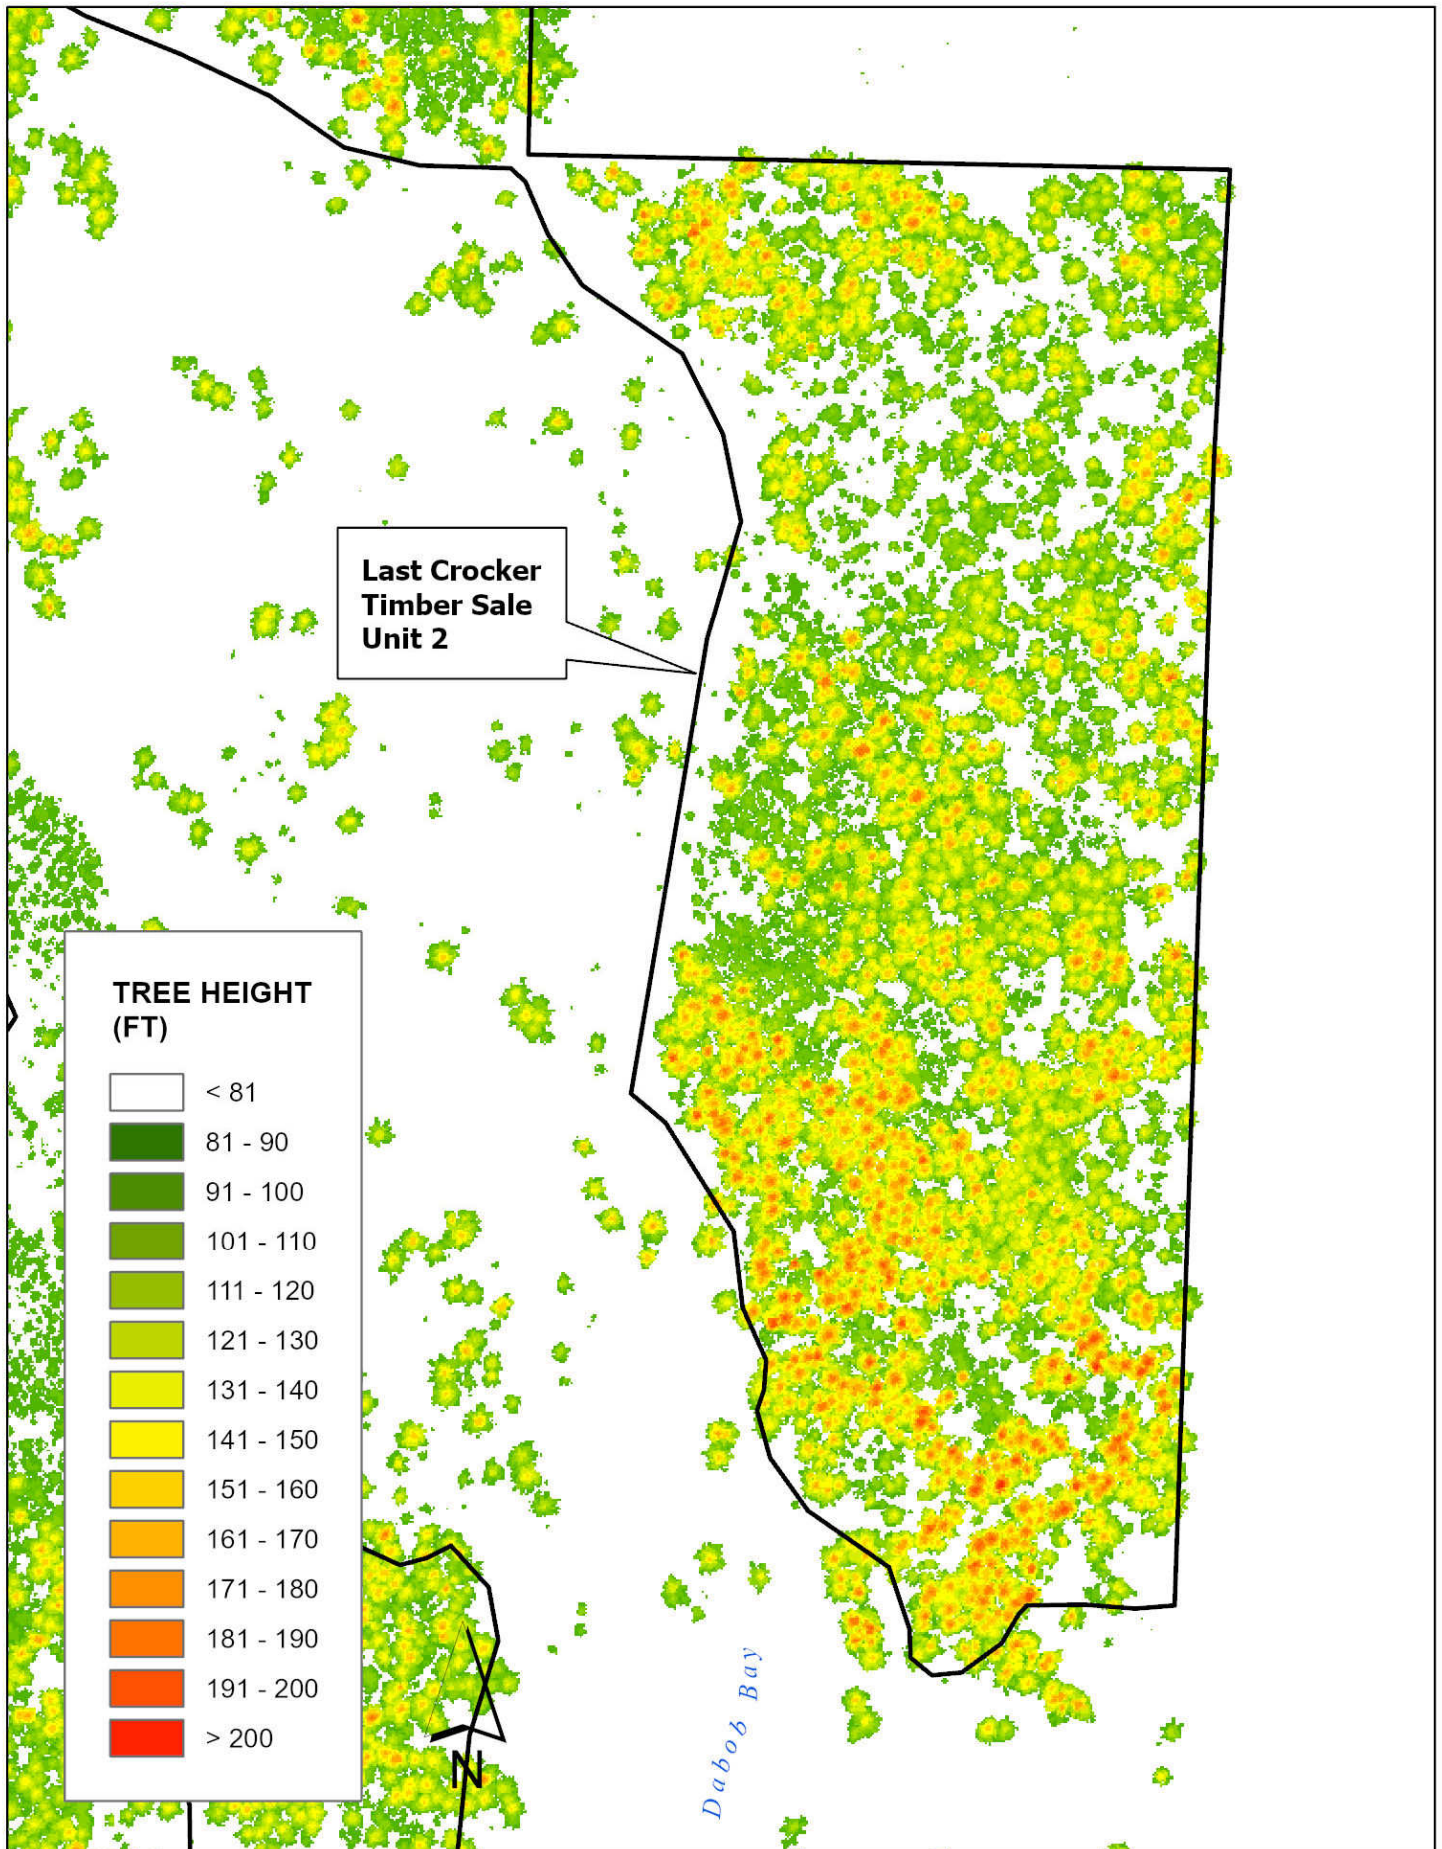 Last Crocker
Timber Sale
Unit 2
TREE HEIGHT
(FT)
< 81
81 - 90
91 - 100
101 - 110
111 - 120
121 - 130
131 - 140
141 - 150
151 - 160
161 - 170
171 - 180
181 - 190
191 - 200
> 200
N
Dabob Bay